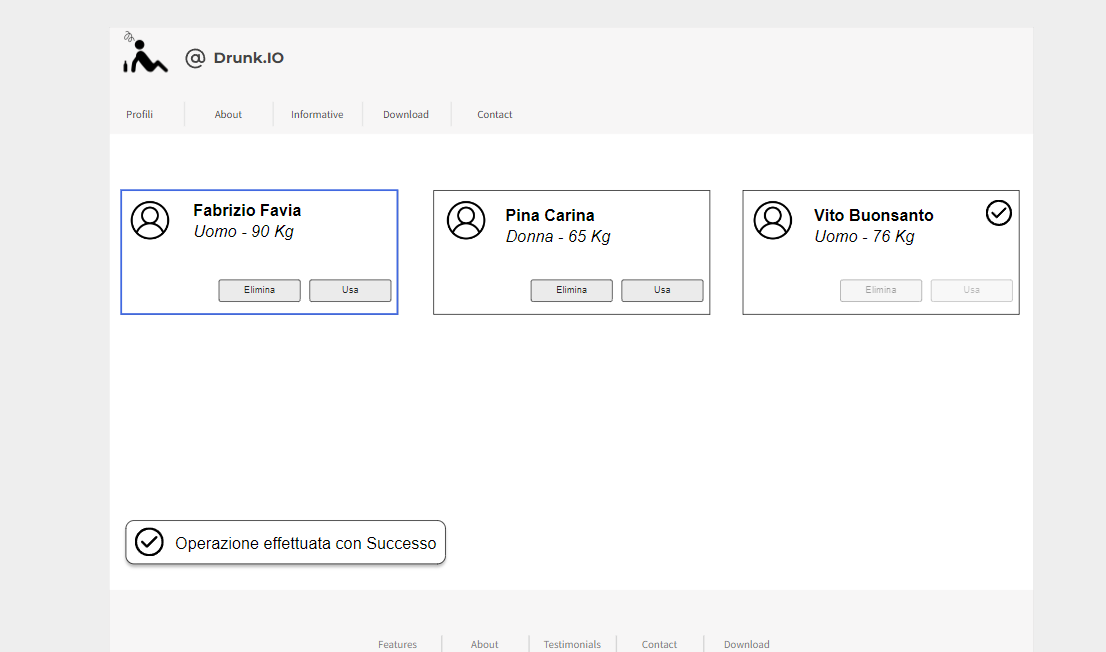 @ Drunk.IO
Profili About Informative Download Contact
Fabrizio Favia
Uomo - 90 Kg
Elimina Usa
Pina Carina
Donna - 65 Kg
Elimina Usa
Vito Buonsanto
Uomo - 76 Kg
Elimina Usa
Operazione effettuata con Successo
Features About Testimonials Contact Download